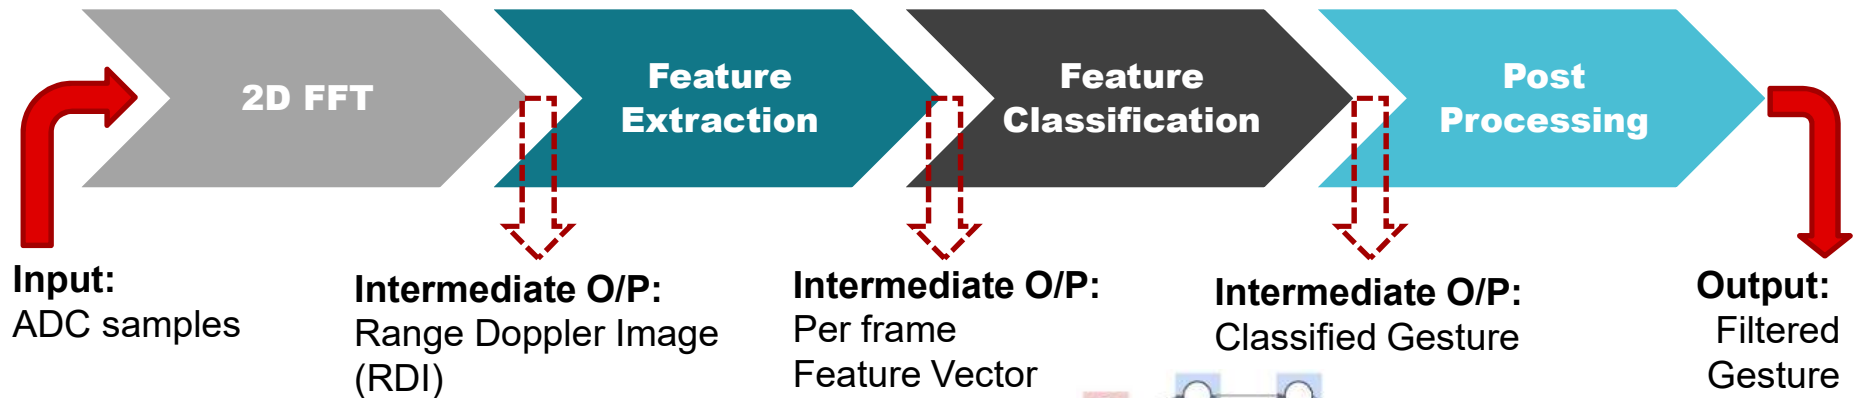 2D FFT
Feature
Extraction
Feature
Classification
Post
Processing
Input:
ADC samples
Intermediate O/P:
Range Doppler Image
(RDI)
Intermediate O/P:
Per frame
Feature Vector
Intermediate O/P:
Classified Gesture
Output:
Filtered
Gesture